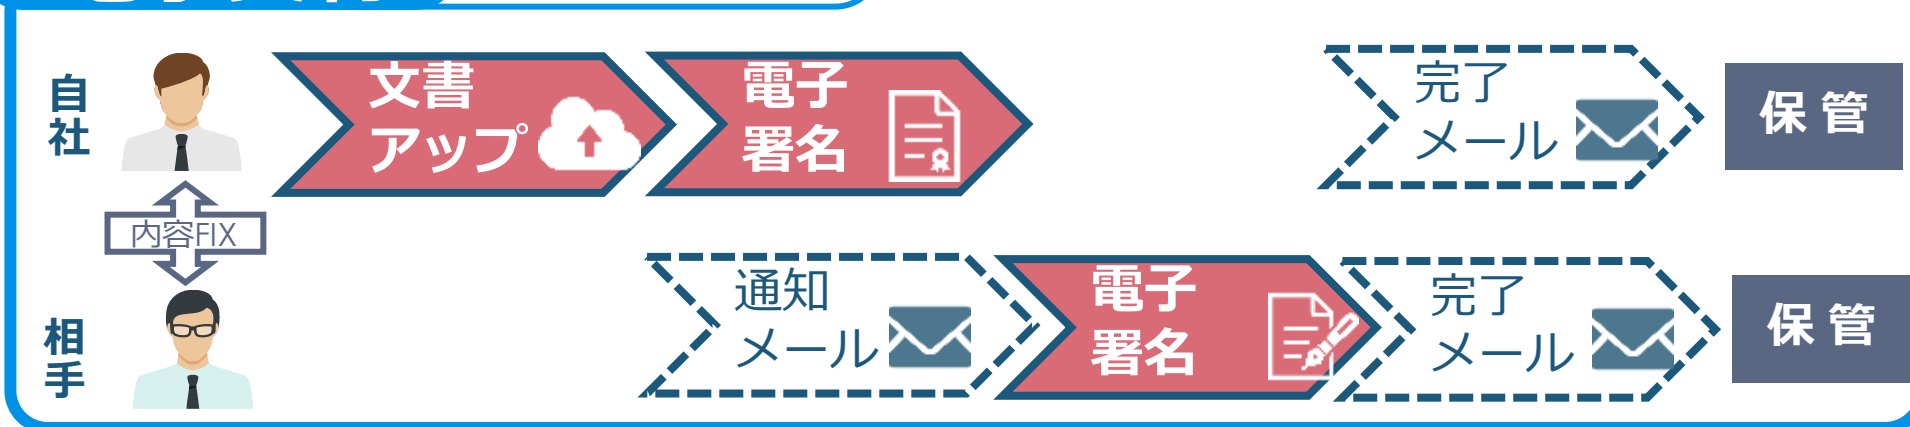 自社
文書
アップ
電子
署名
完了
メール
保管
内容FIX
相手
通知
メール
電子
署名
完了
メール
保管